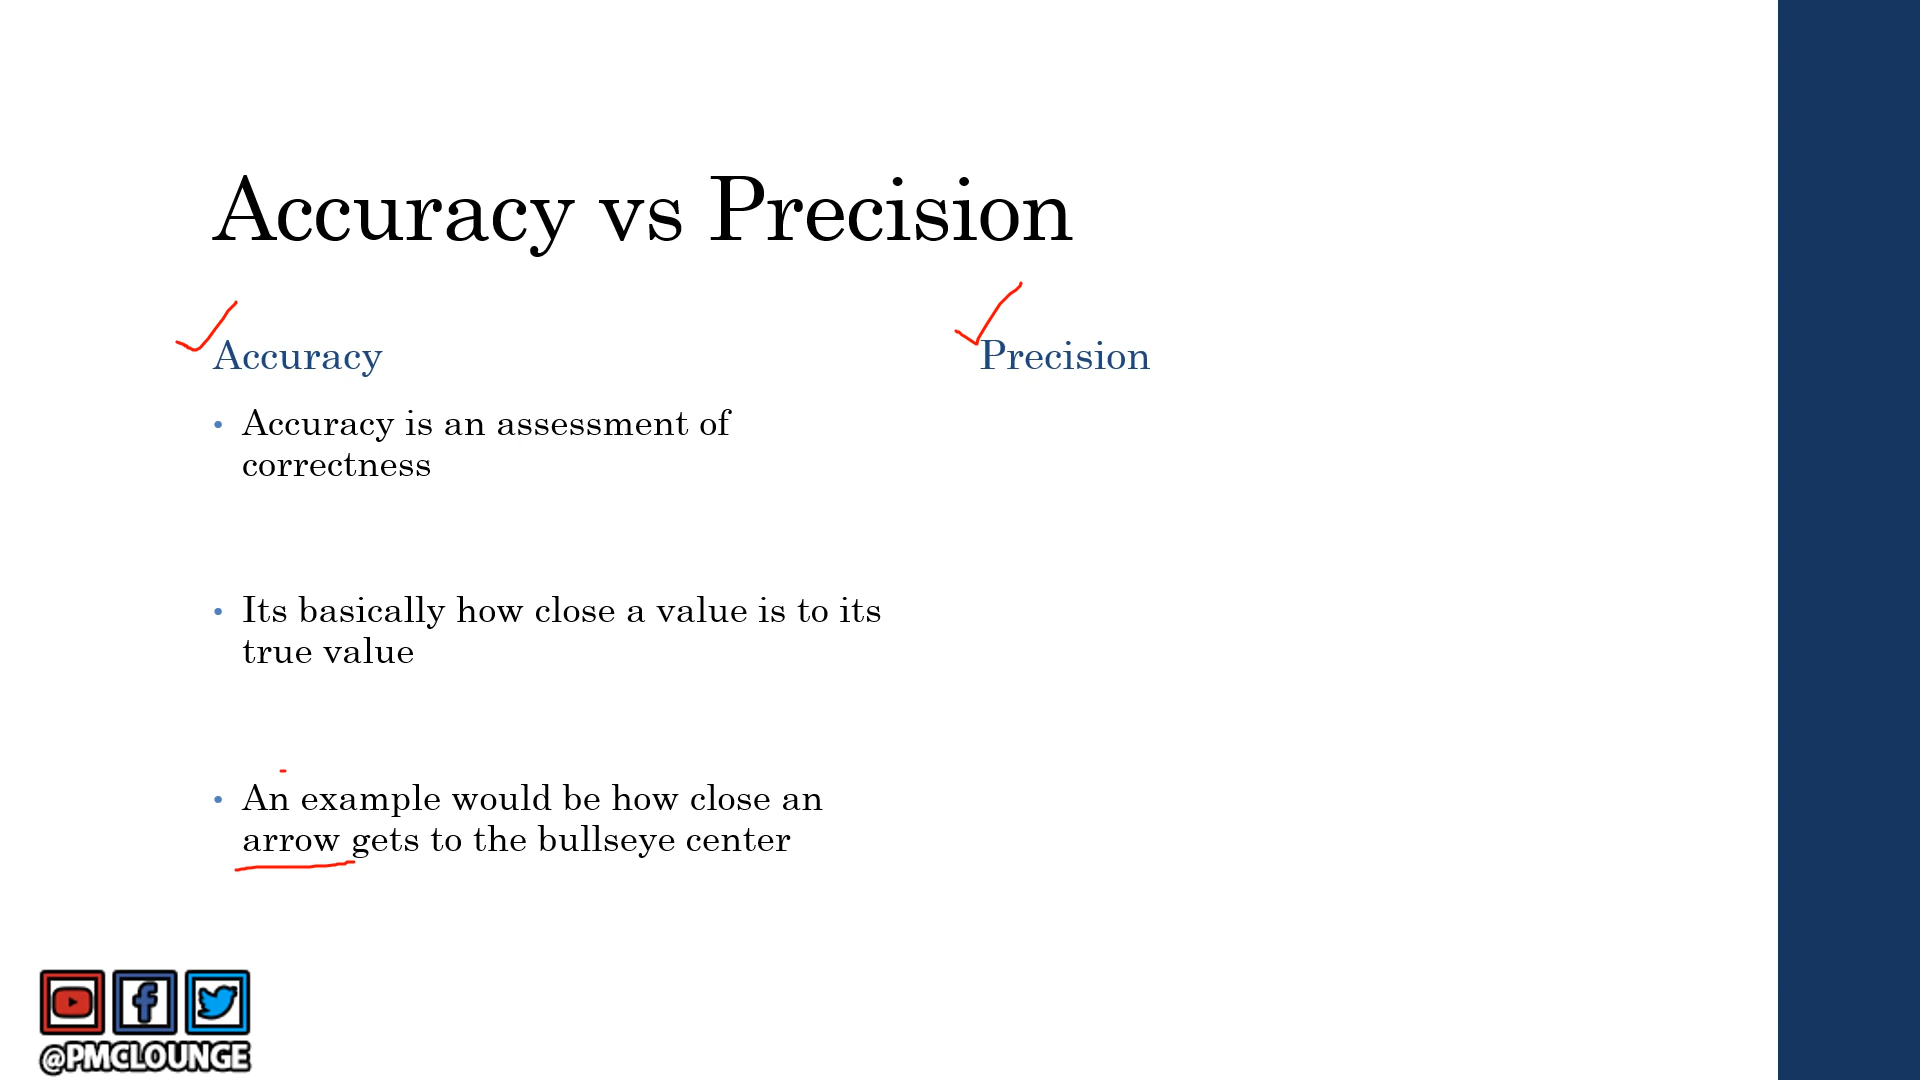 Accuracy vs Precision
Accuracy
• Accuracy is an assessment of
correctness
• Its basically how close a value is to its
true value
• An example would be how close an
arrow gets to the bullseye center
Precision
@PMCLOUNGE